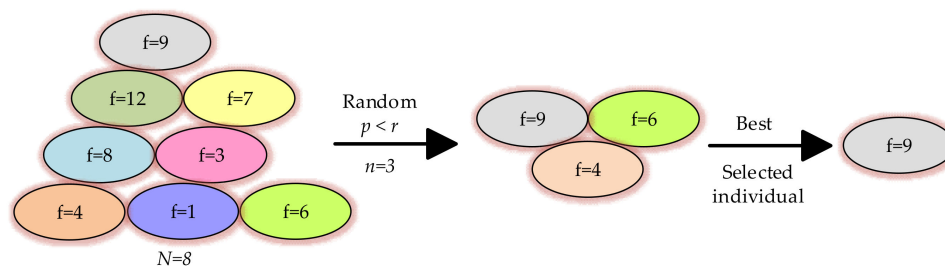 f=9
f=12
f=7
f=8
f=3
f=4
f=1
f=6
N=8
Random
p < r
n=3
f=9
f=6
f=4
Best
Selected
individual
f=9